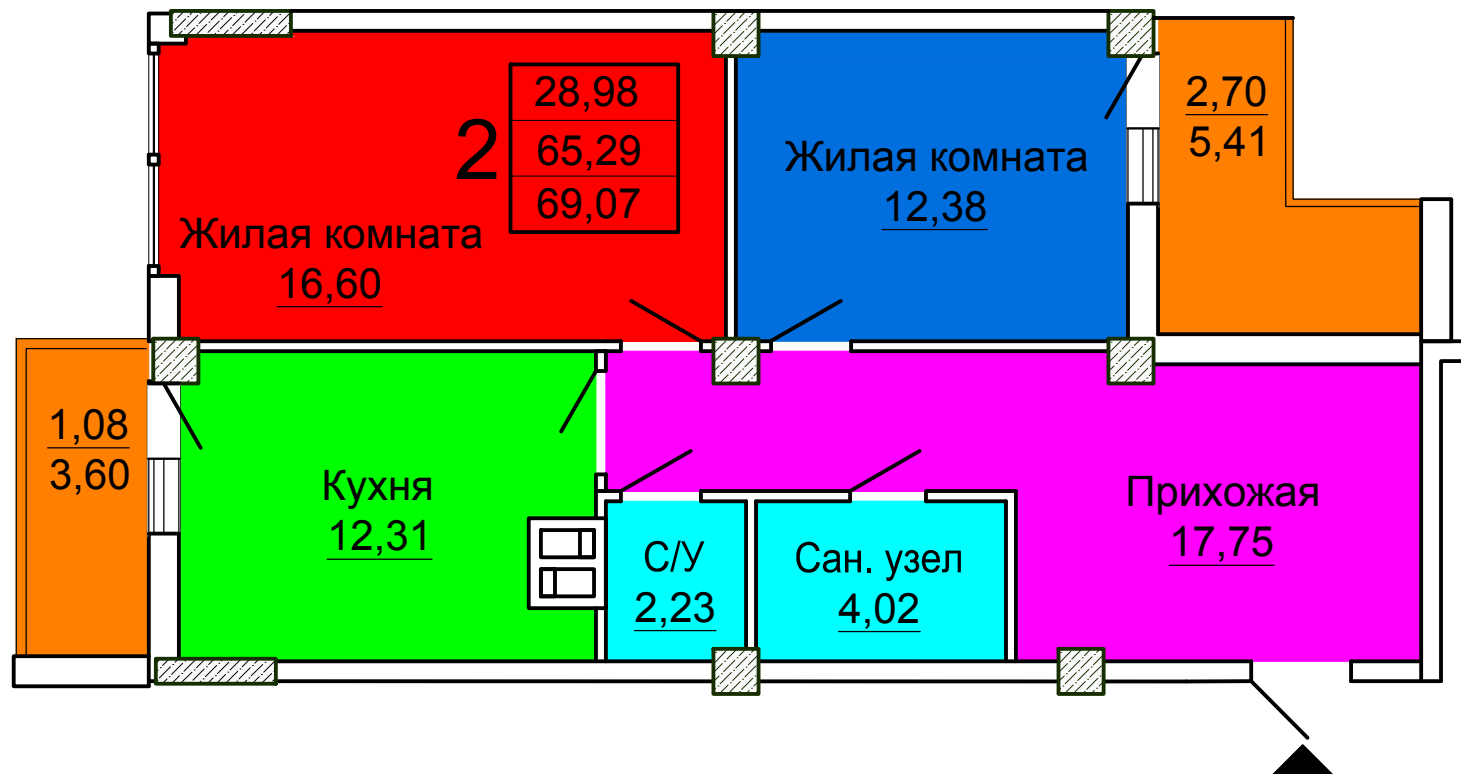 2
28,98
65,29
69,07
Жилая комната
16,60
Жилая комната
12,38
2,70
5,41
1,08
3,60
Кухня
12,31
С/У
2,23
Сан. узел
4,02
Прихожая
17,75